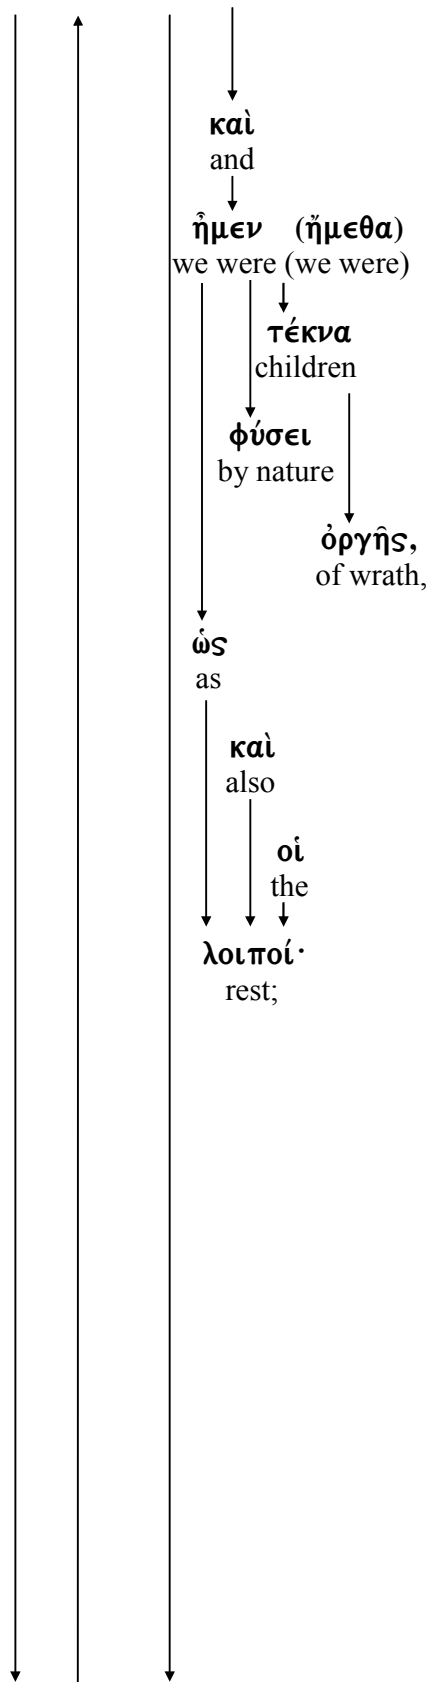 καὶ
and
ἦμεν (ἤμεθα)
we were (we were)
τέκνα
children
φύσει
by nature
ὀργῆς,
of wrath,
ὡς
as
καὶ
also
οἱ
the
λοιποί·
rest;